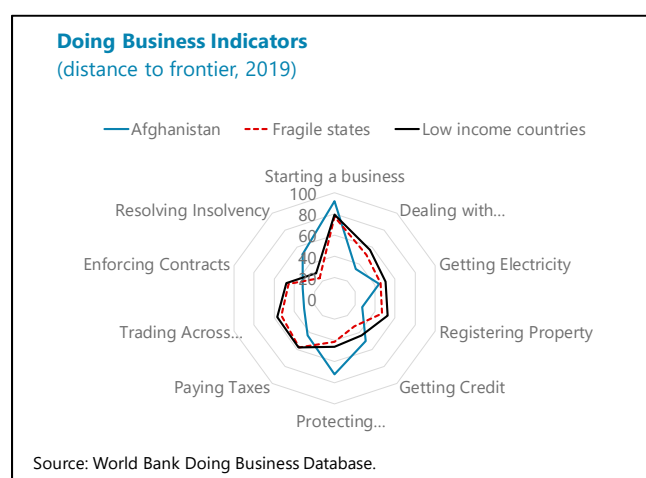 Doing Business Indicators
(distance to frontier, 2019)
Afghanistan Fragile states Low income countries
Starting a business
Dealing with...
Getting Electricity
Registering Property
Getting Credit
Protecting...
Paying Taxes
Trading Across...
Enforcing Contracts
Resolving Insolvency
100
80
60
40
20
0
Source: World Bank Doing Business Database.